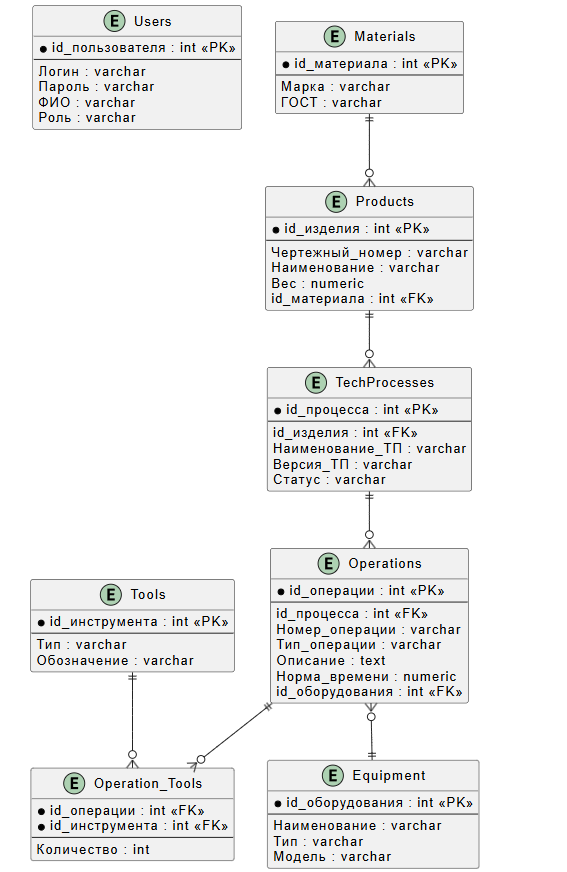 E Users
id_пользователя : int «PK»
Логин : varchar
Пароль : varchar
ФИО : varchar
Роль : varchar
E Materials
id_материала : int «PK»
Марка : varchar
ГОСТ : varchar
E Products
id_изделия : int «PK»
Чертежный_номер : varchar
Наименование : varchar
Вес : numeric
id_материала : int «FK»
E TechProcesses
id_процесса : int «PK»
id_изделия : int «FK»
Наименование_ТП : varchar
Версия_ТП : varchar
Статус : varchar
E Operations
id_операции : int «PK»
id_процесса : int «FK»
Номер_операции : varchar
Тип_операции : varchar
Описание : text
Норма_времени : numeric
id_оборудования : int «FK»
E Tools
id_инструмента : int «PK»
Тип : varchar
Обозначение : varchar
E Operation_Tools
id_операции : int «FK»
id_инструмента : int «FK»
Количество : int
E Equipment
id_оборудования : int «PK»
Наименование : varchar
Тип : varchar
Модель : varchar